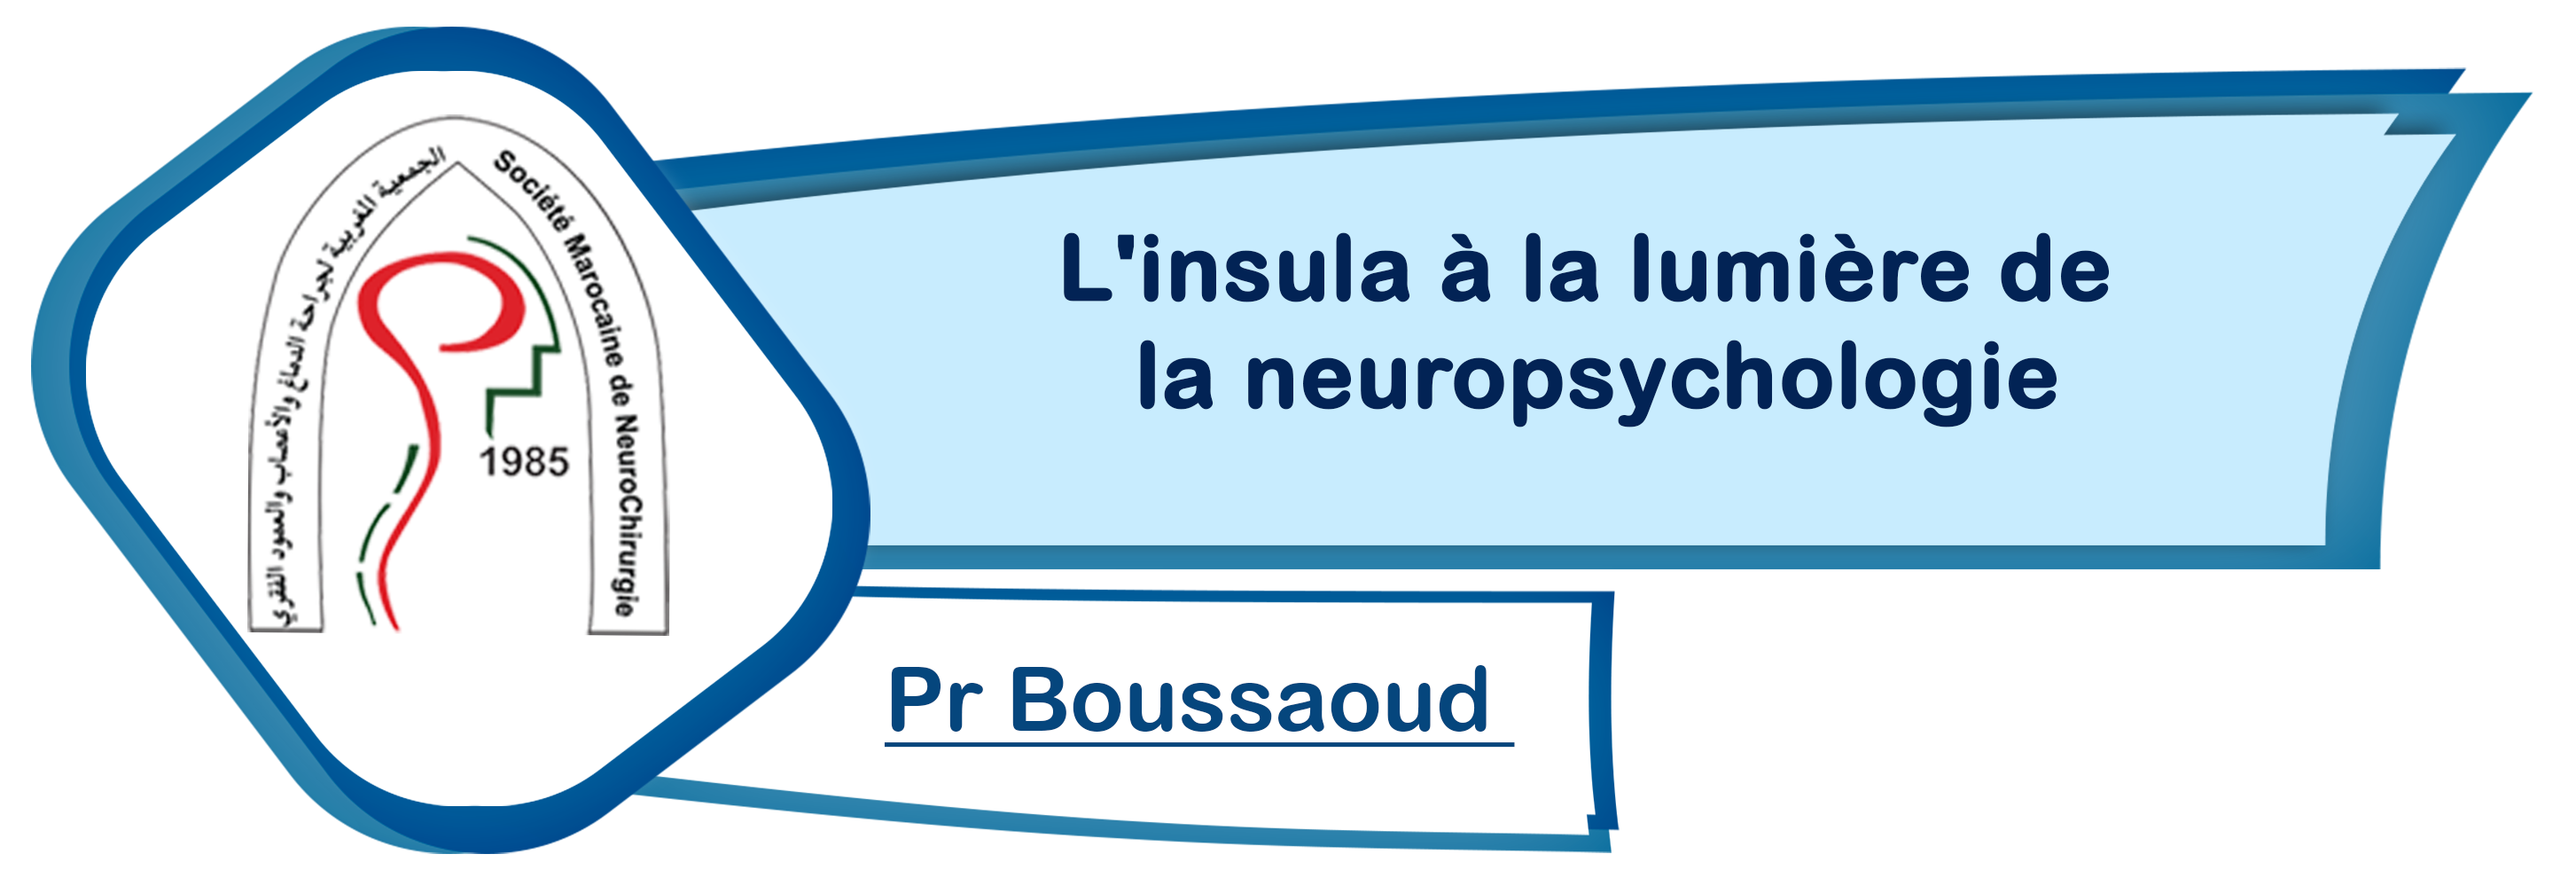 الجمعية المغربية لجراحة الدماغ والأعصاب والعمود الفقري
Société Marocaine de NeuroChirurgie
1985
L'insula à la lumière de
la neuropsychologie
Pr Boussaoud